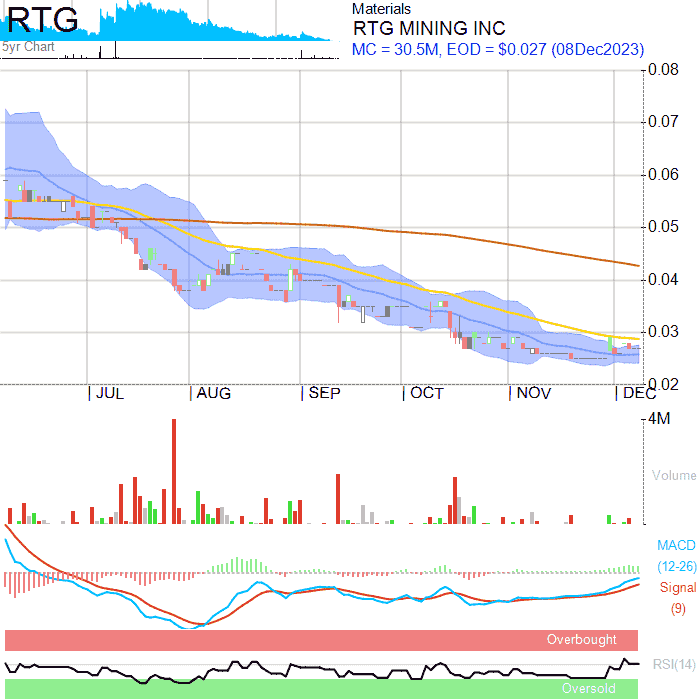 RTG
5yr Chart
Materials
RTG MINING INC
MC = 30.5M, EOD = $0.027 (08Dec2023)
0.08
0.07
0.06
0.05
0.04
0.03
0.02
JUL AUG SEP OCT NOV DEC
4M
Volume
MACD
(12-26)
Signal
(9)
Overbought
RSI(14)
Oversold